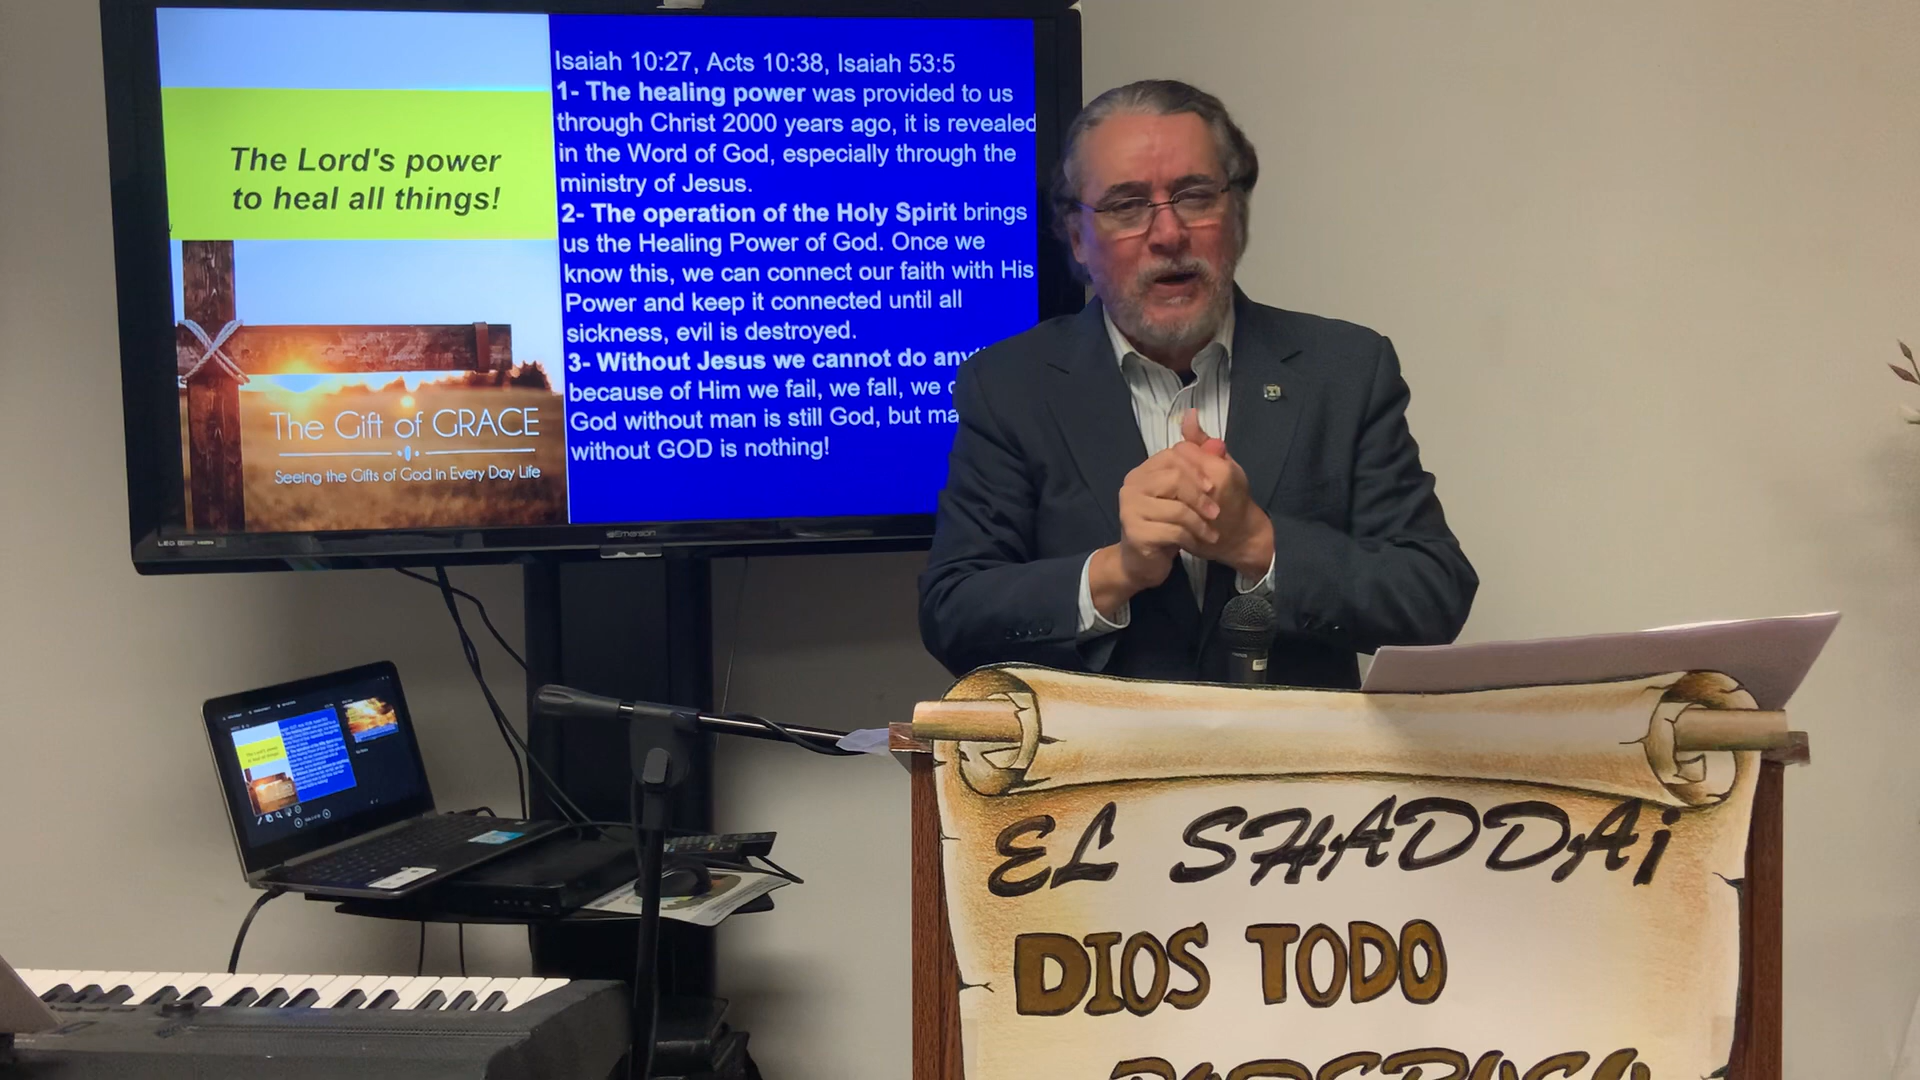 The Lord's power
to heal all things!
The Gift of GRACE
Seeing the Gifts of God in Every Day Life
Isaiah 10:27, Acts 10:38, Isaiah 53:5
1- The healing power was provided to us
through Christ 2000 years ago, it is revealed
in the Word of God, especially through the
ministry of Jesus.
2- The operation of the Holy Spirit brings
us the Healing Power of God. Once we
know this, we can connect our faith with His
Power and keep it connected until all
sickness, evil is destroyed.
3- Without Jesus we cannot do
because of Him we fail, we fall, we
God without man is still God, but
without GOD is nothing!
Emerson
LED
EL SHADDAi
DIOS TODO